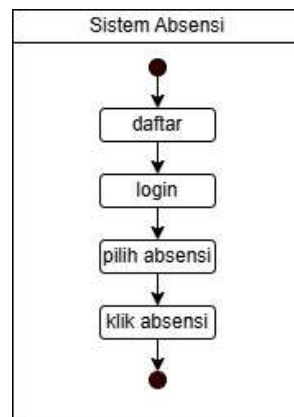 Sistem Absensi
daftar
login
pilih absensi
klik absensi